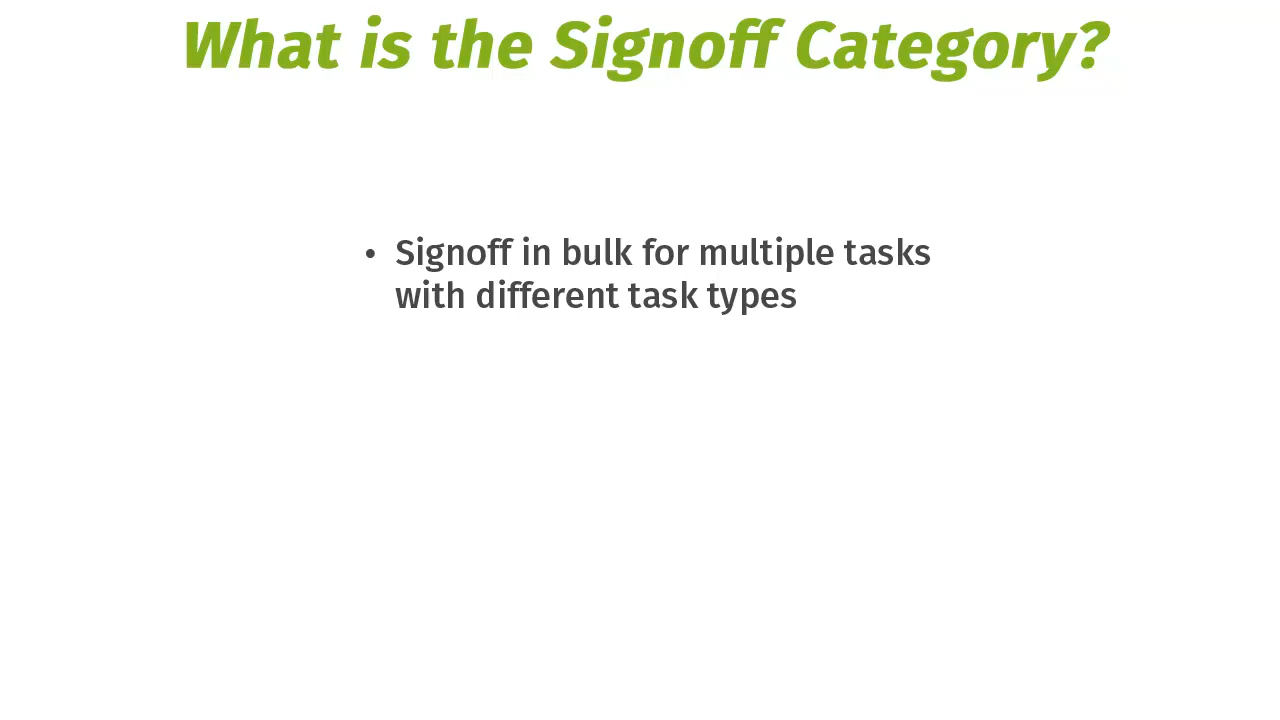 What is the Signoff Category?
• Signoff in bulk for multiple tasks
with different task types